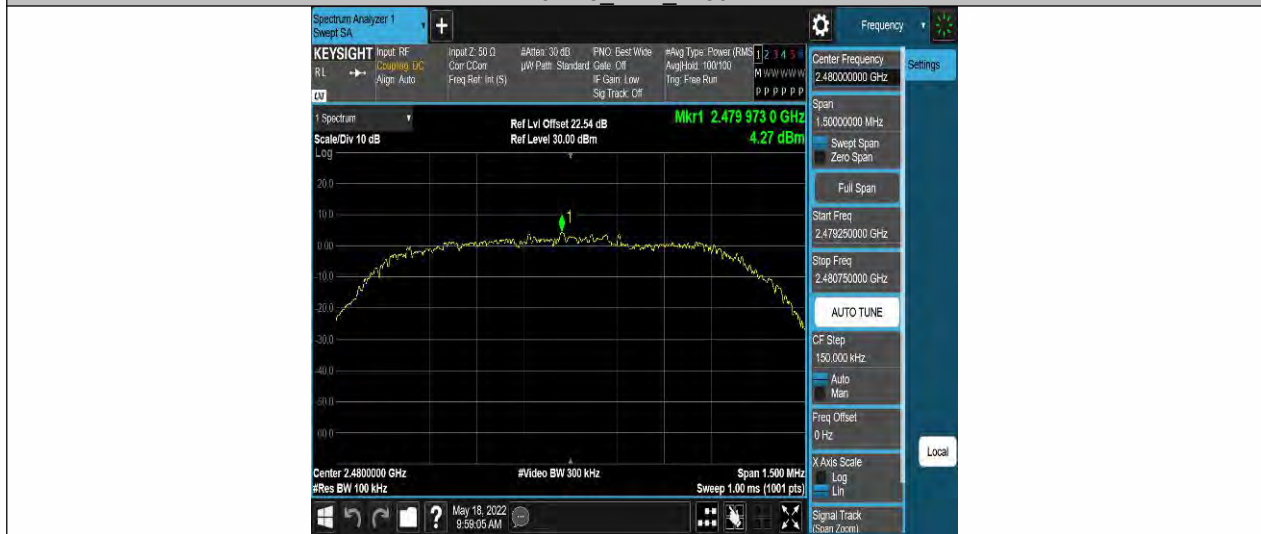 Spectrum Analyzer 1
Swept SA
+
Frequency
KEYSIGHT
Input: RF
Coupling: DC
Align: Auto
RL
Input Z: 50 Ω
Corr CCorr
Freq Ref: Int (S)
#Atten: 30 dB
µW Path: Standard
PNO: Best Wide
Gate: Off
IF Gain: Low
Sig Track: Off
#Avg Type: Power (RMS
Avg|Hold: 100/100
Trig: Free Run
1 2 3 4 5 6
M W W W W W
P P P P P P
1 Spectrum
Scale/Div 10 dB
Log
Ref Lvl Offset 22.54 dB
Ref Level 30.00 dBm
Mkr1 2.479 973 0 GHz
4.27 dBm
20.0
10.0
0.00
-10.0
-20.0
-30.0
-40.0
-50.0
-60.0
1
Center 2.4800000 GHz
#Res BW 100 kHz
#Video BW 300 kHz
Span 1.500 MHz
Sweep 1.00 ms (1001 pts)
?
May 18, 2022
9:59:05 AM
Center Frequency
2.480000000 GHz
Settings
Span
1.50000000 MHz
Swept Span
Zero Span
Full Span
Start Freq
2.479250000 GHz
Stop Freq
2.480750000 GHz
AUTO TUNE
CF Step
150.000 kHz
Auto
Man
Freq Offset
0 Hz
X Axis Scale
Log
Lin
Local
Signal Track
(Span Zoom)